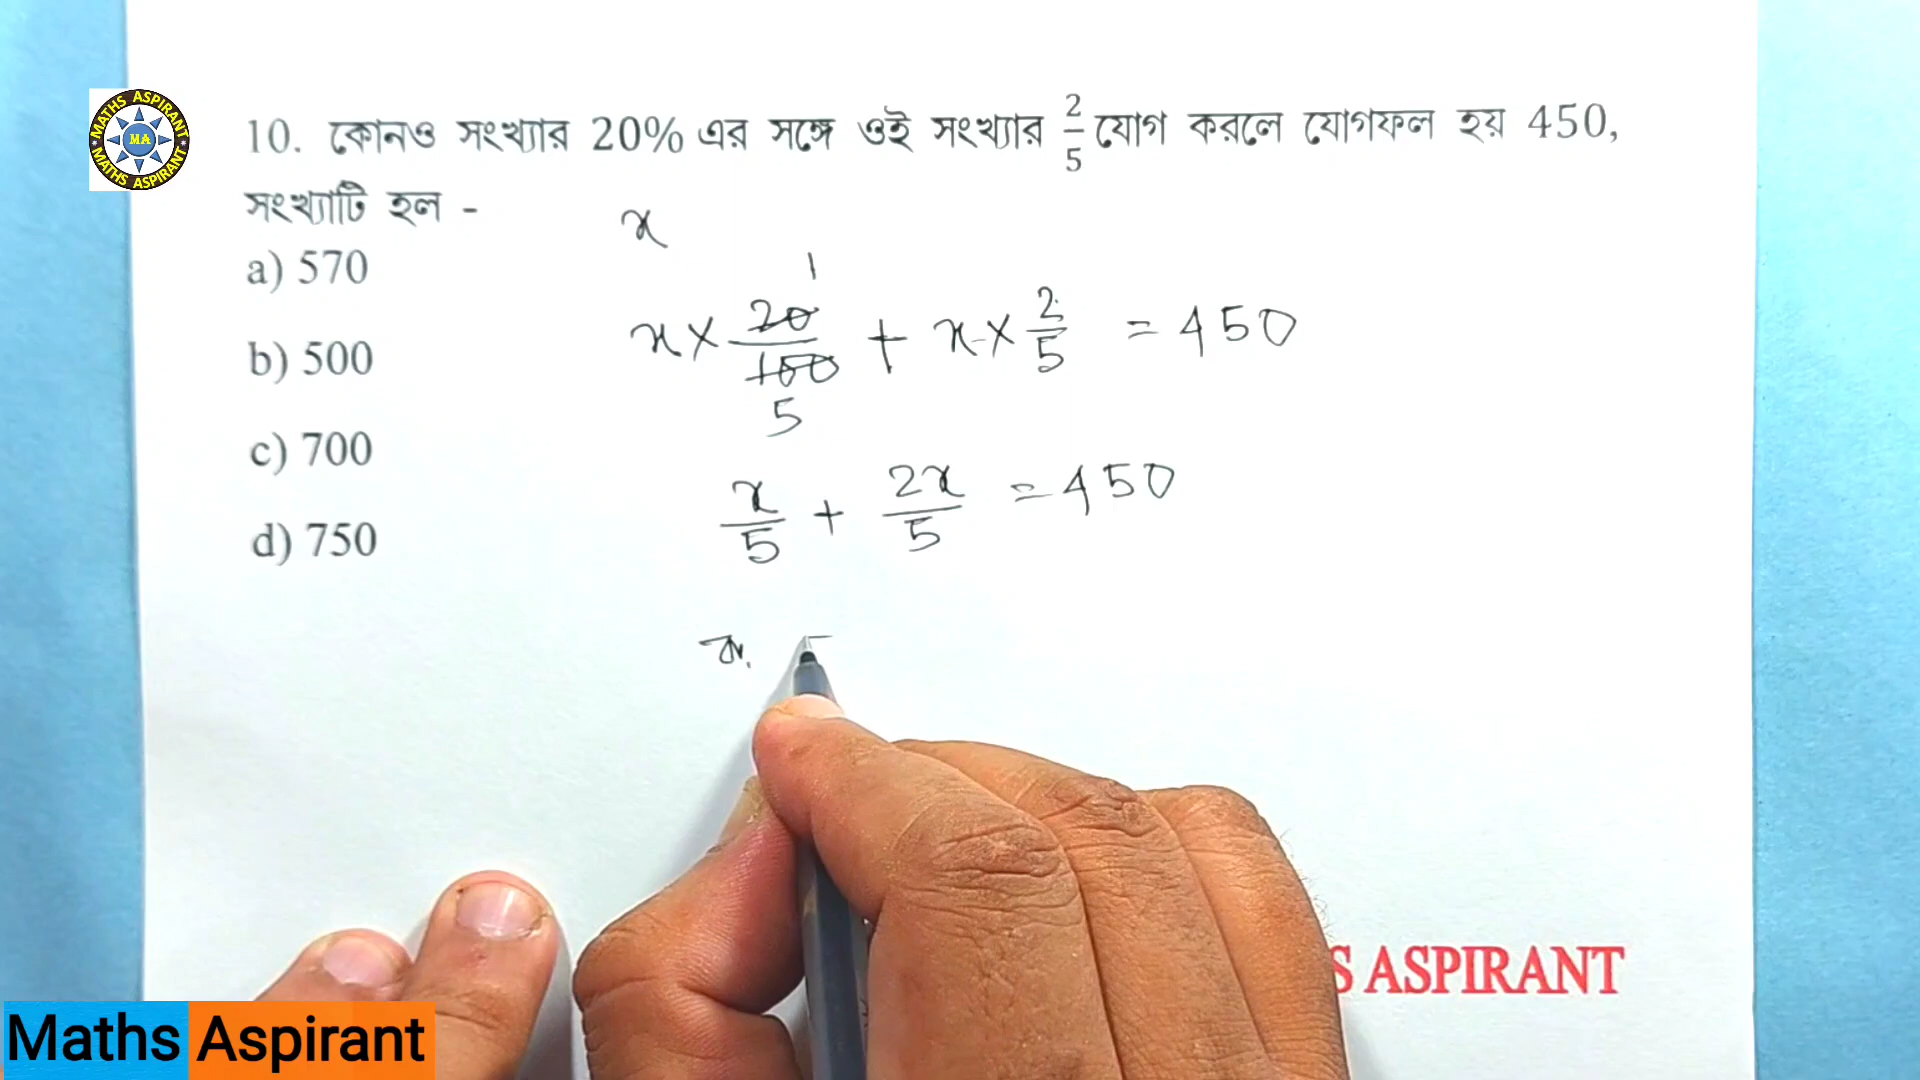 MATHS ASPIRANT
MA
MATHS ASPIRANT
10. কোনও সংখ্যার 20% এর সঙ্গে ওই সংখ্যার 2/5 যোগ করলে যোগফল হয় 450,
সংখ্যাটি হল -
x
a) 570
1
b) 500
x × 20/100 + x × 2/5 = 450
5
c) 700
x/5 + 2x/5 = 450
d) 750
বা,
S ASPIRANT
Maths Aspirant